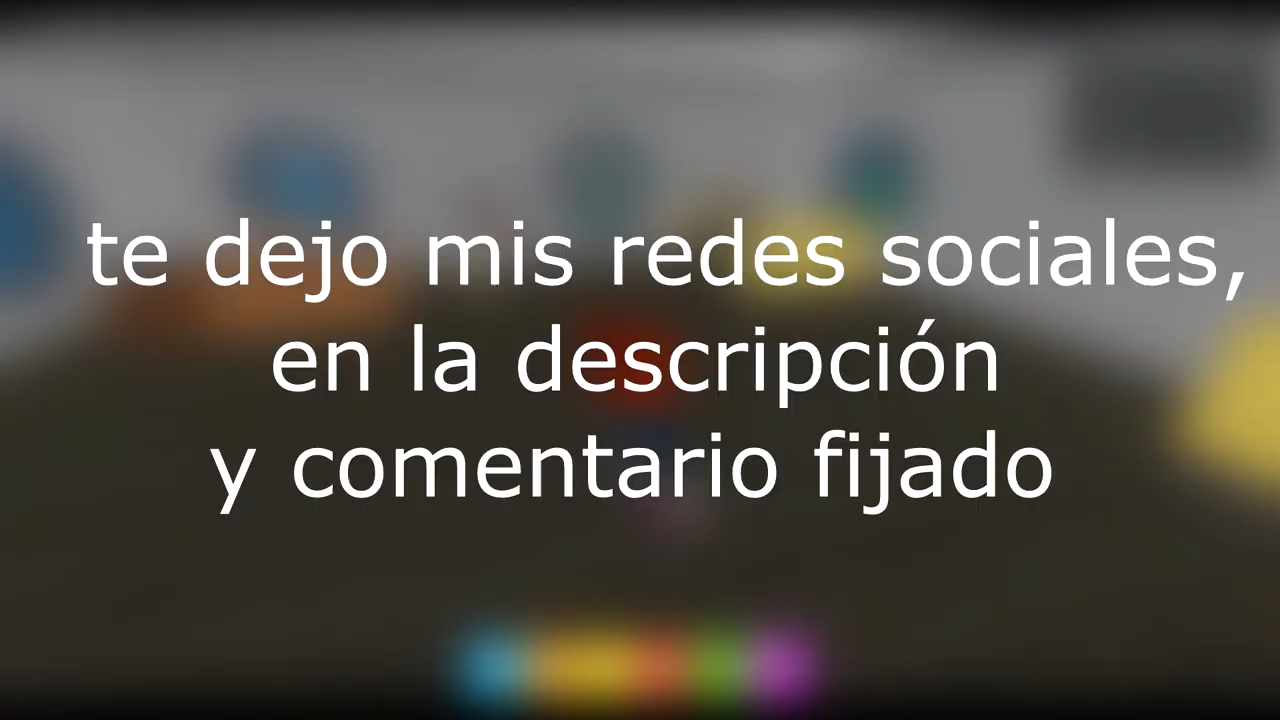 te dejo mis redes sociales,
en la descripción
y comentario fijado